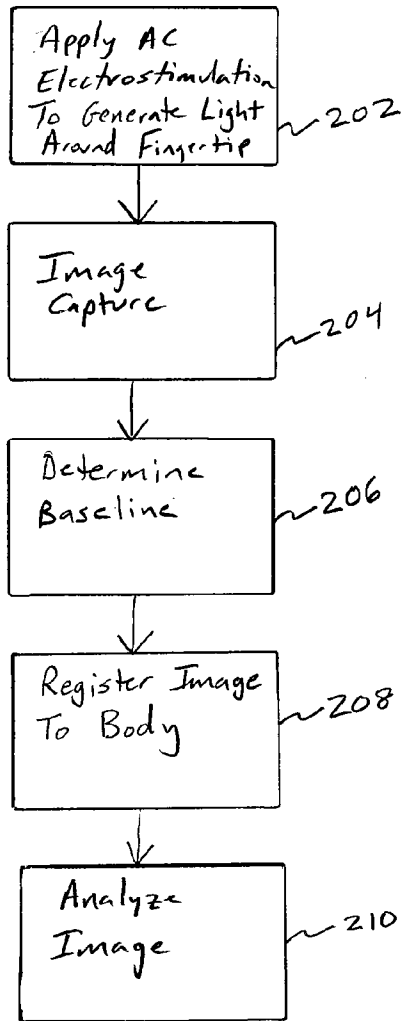 Apply AC
Electrostimulation
To Generate Light
Around Fingertip
202
Image
Capture
204
Determine
Baseline
206
Register Image
To Body
208
Analyze
Image
210